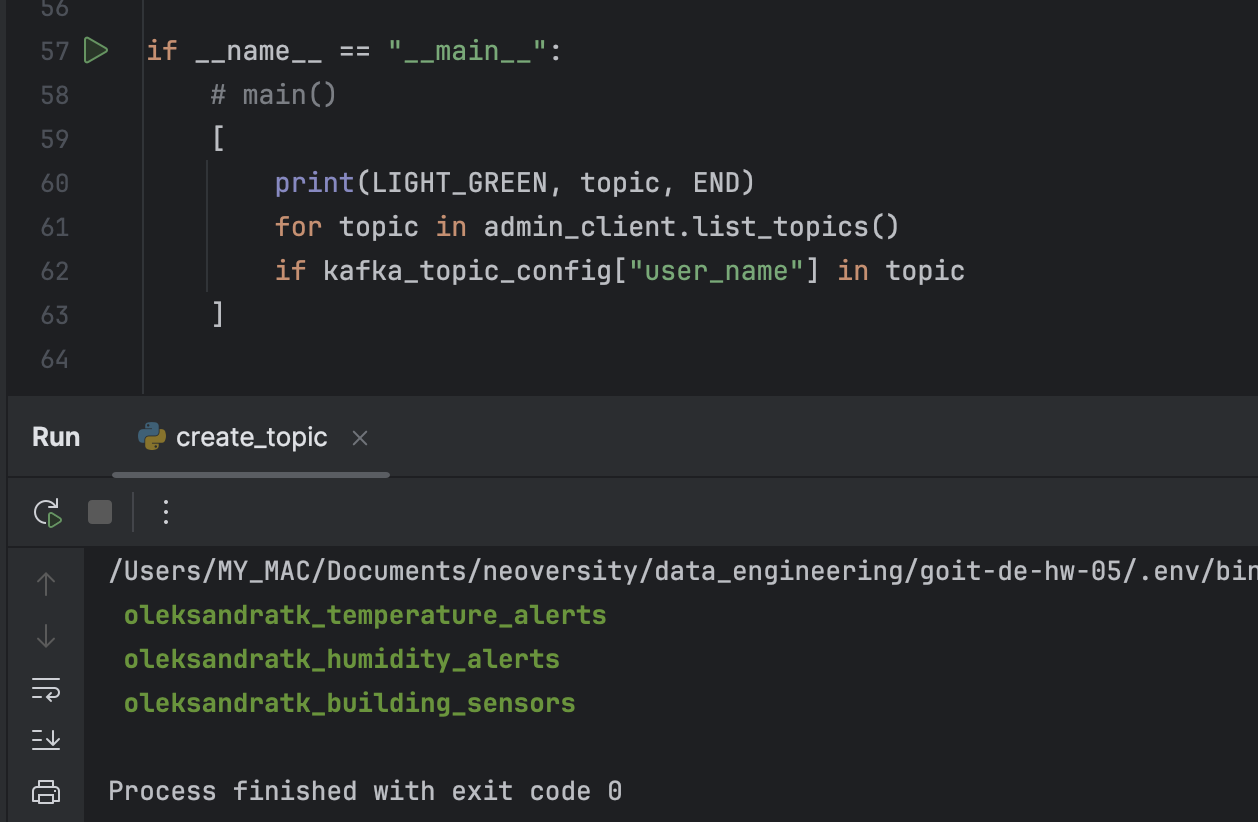 56
57 if __name__ == "__main__":
58 # main()
59 [
60 print(LIGHT_GREEN, topic, END)
61 for topic in admin_client.list_topics()
62 if kafka_topic_config["user_name"] in topic
63 ]
64
Run create_topic
/Users/MY_MAC/Documents/neoversity/data_engineering/goit-de-hw-05/.env/bin
oleksandratk_temperature_alerts
oleksandratk_humidity_alerts
oleksandratk_building_sensors
Process finished with exit code 0